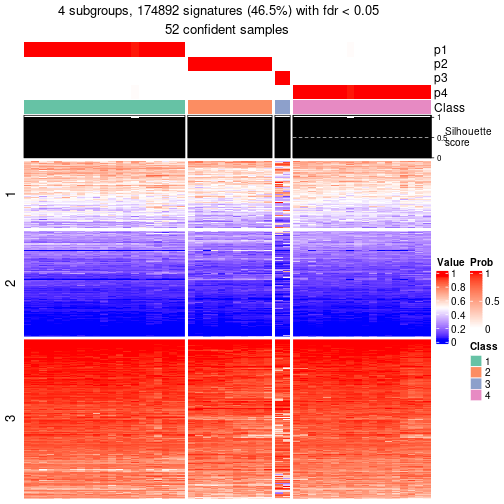 4 subgroups, 174892 signatures (46.5%) with fdr < 0.05
52 confident samples
p1
p2
p3
p4
Class
1
0.5
0
Silhouette
score
1
2
3
Value
1
0.8
0.6
0.4
0.2
0
Prob
1
0.5
0
Class
1
2
3
4